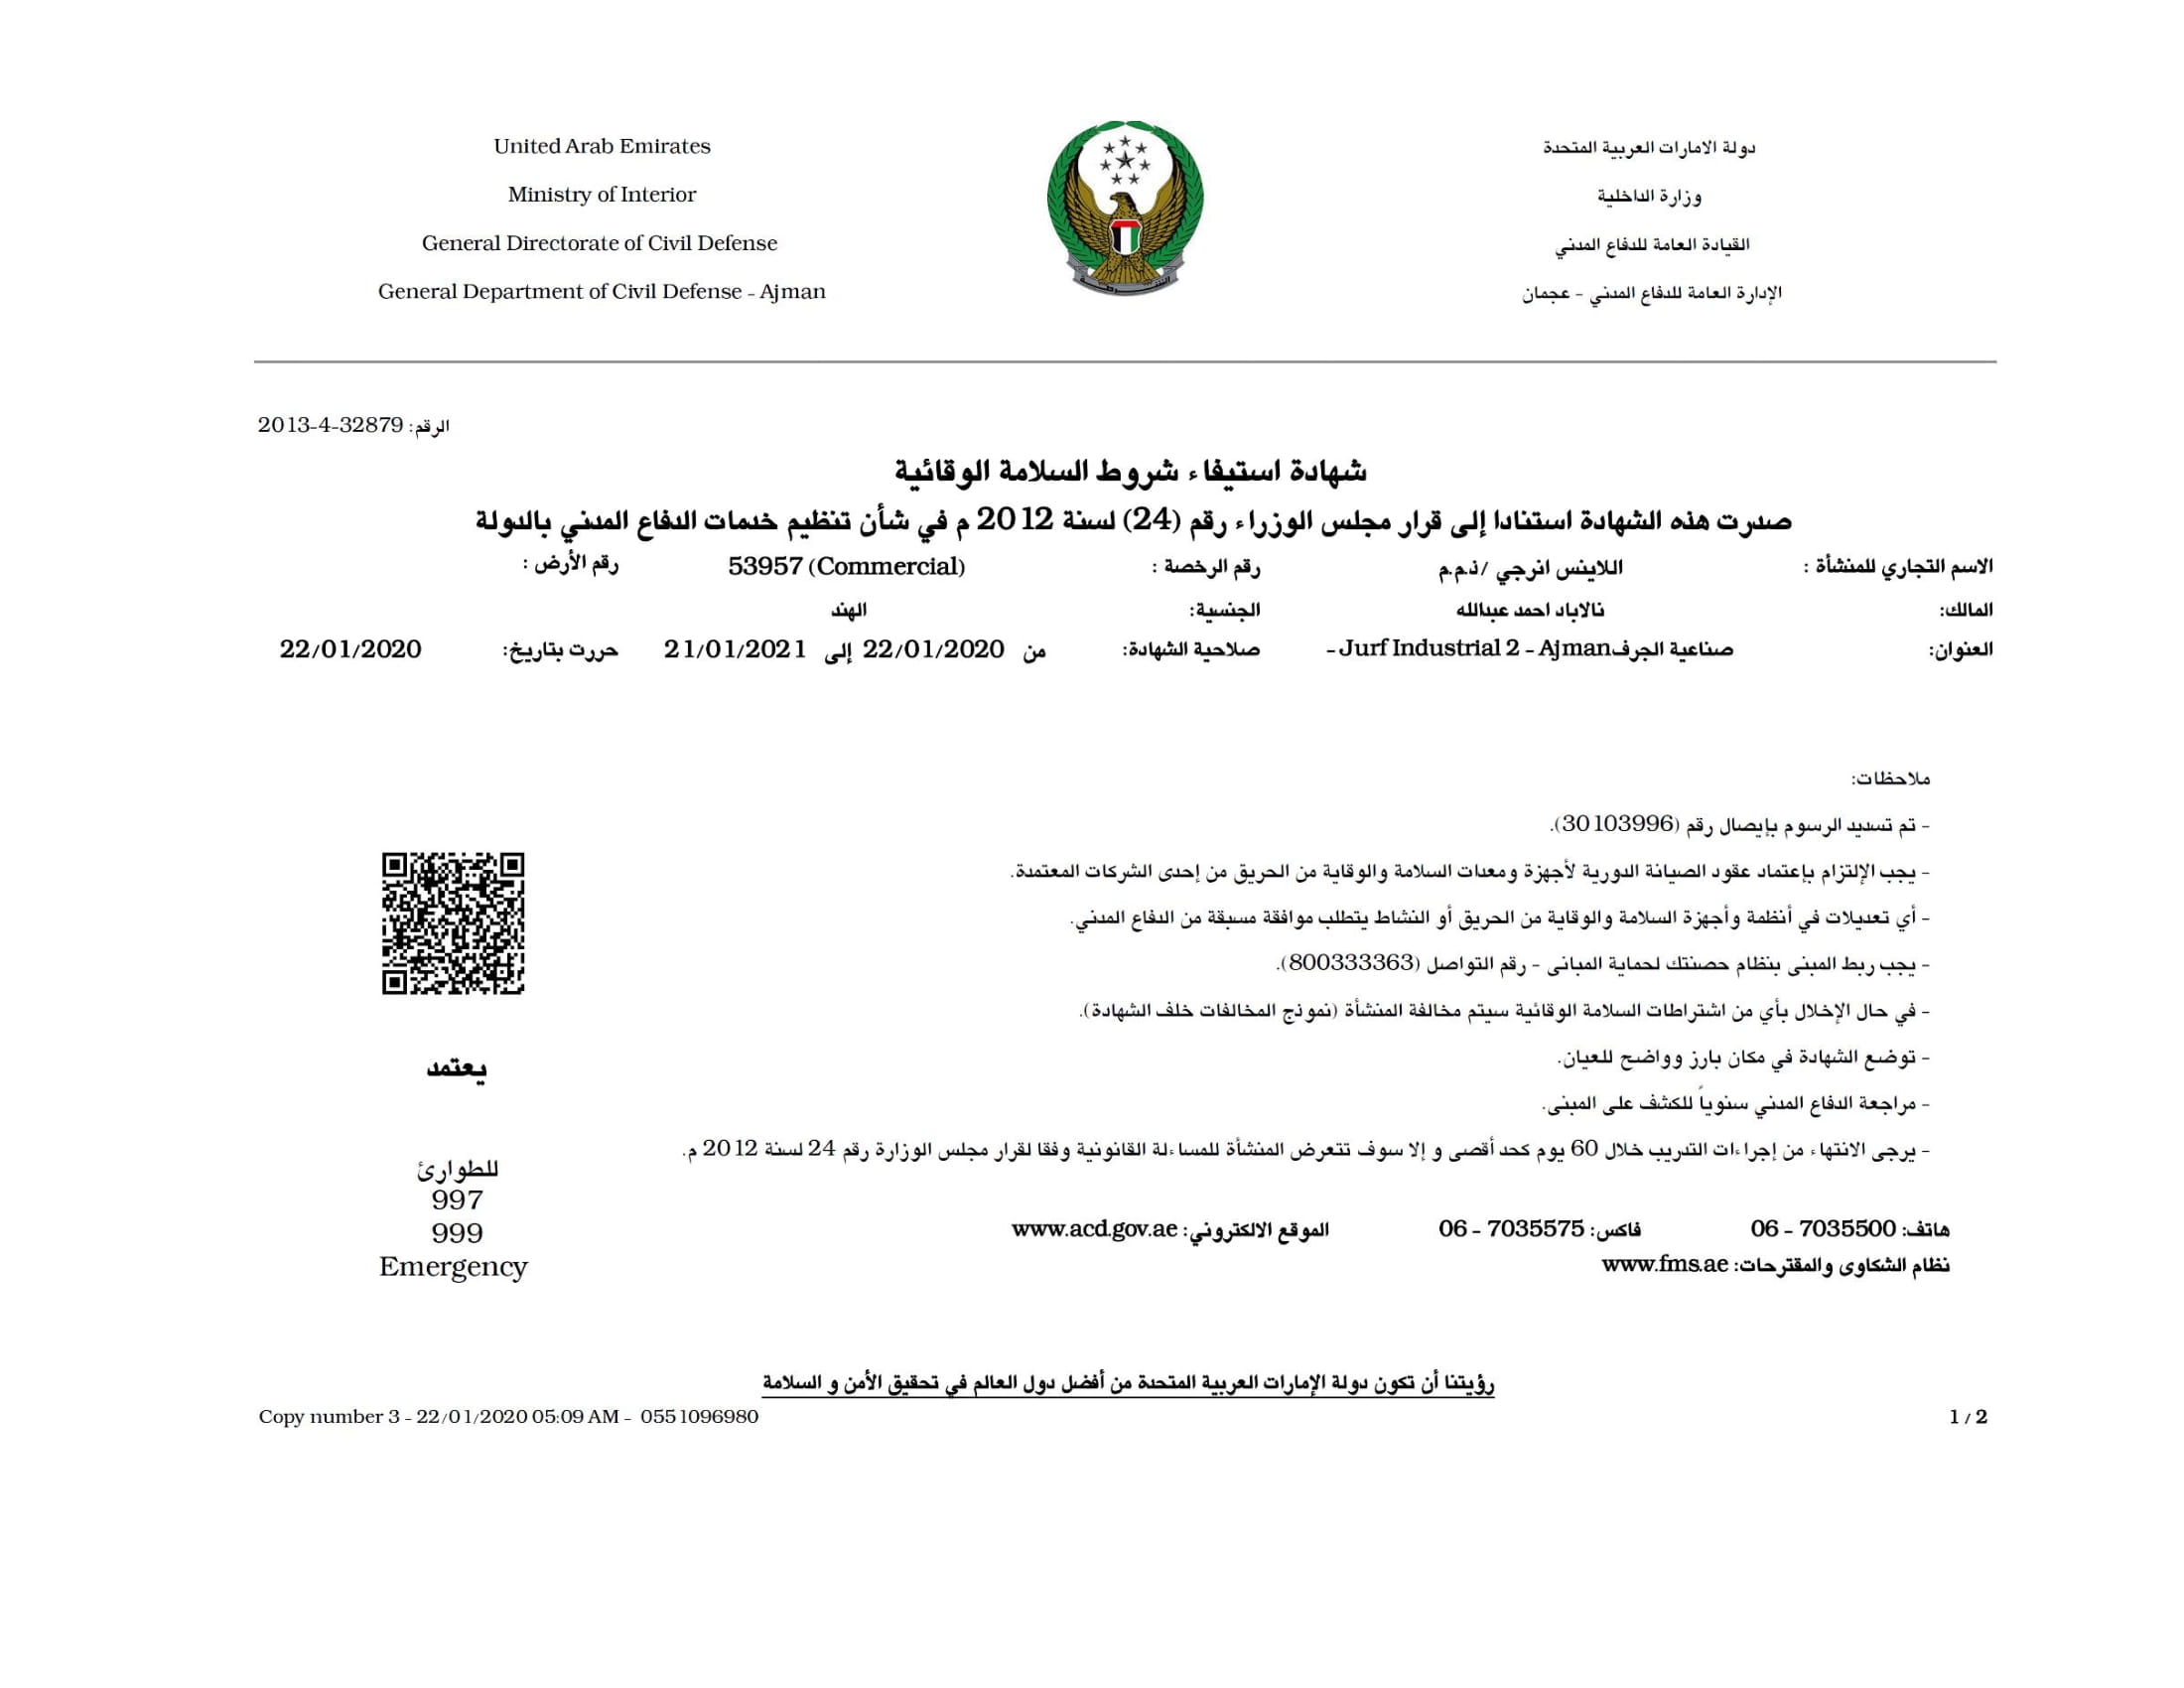 United Arab Emirates
Ministry of Interior
General Directorate of Civil Defense
General Department of Civil Defense - Ajman
دولة الامارات العربية المتحدة
وزارة الداخلية
القيادة العامة للدفاع المدني
الإدارة العامة للدفاع المدني - عجمان
الرقم: 2013-4-32879
شهادة استيفاء شروط السلامة الوقائية
صدرت هذه الشهادة استنادا إلى قرار مجلس الوزراء رقم (24) لسنة 2012 م في شأن تنظيم خدمات الدفاع المدني بالدولة
الاسم التجاري للمنشأة : اللاينس انرجي /ذ.م.م رقم الرخصة : 53957 (Commercial) رقم الأرض :
المالك: نالاباد احمد عبدالله الجنسية: الهند
العنوان: صناعية الجرفJurf Industrial 2 - Ajman - صلاحية الشهادة: من 22/01/2020 إلى 21/01/2021 حررت بتاريخ: 22/01/2020
ملاحظات:
- تم تسديد الرسوم بإيصال رقم (30103996).
- يجب الإلتزام بإعتماد عقود الصيانة الدورية لأجهزة ومعدات السلامة والوقاية من الحريق من إحدى الشركات المعتمدة.
- أي تعديلات في أنظمة وأجهزة السلامة والوقاية من الحريق أو النشاط يتطلب موافقة مسبقة من الدفاع المدني.
- يجب ربط المبنى بنظام حصنتك لحماية المبانى - رقم التواصل (800333363).
- في حال الإخلال بأي من اشتراطات السلامة الوقائية سيتم مخالفة المنشأة (نموذج المخالفات خلف الشهادة).
- توضع الشهادة في مكان بارز وواضح للعيان.
- مراجعة الدفاع المدني سنوياً للكشف على المبنى.
- يرجى الانتهاء من إجراءات التدريب خلال 60 يوم كحد أقصى و إلا سوف تتعرض المنشأة للمساءلة القانونية وفقا لقرار مجلس الوزارة رقم 24 لسنة 2012 م.
يعتمد
للطوارئ
997
999
Emergency
هاتف: 7035500 - 06 فاكس: 7035575 - 06 الموقع الالكتروني: www.acd.gov.ae
نظام الشكاوى والمقترحات: www.fms.ae
رؤيتنا أن تكون دولة الإمارات العربية المتحدة من أفضل دول العالم في تحقيق الأمن و السلامة
Copy number 3 - 22/01/2020 05:09 AM - 0551096980
1 / 2